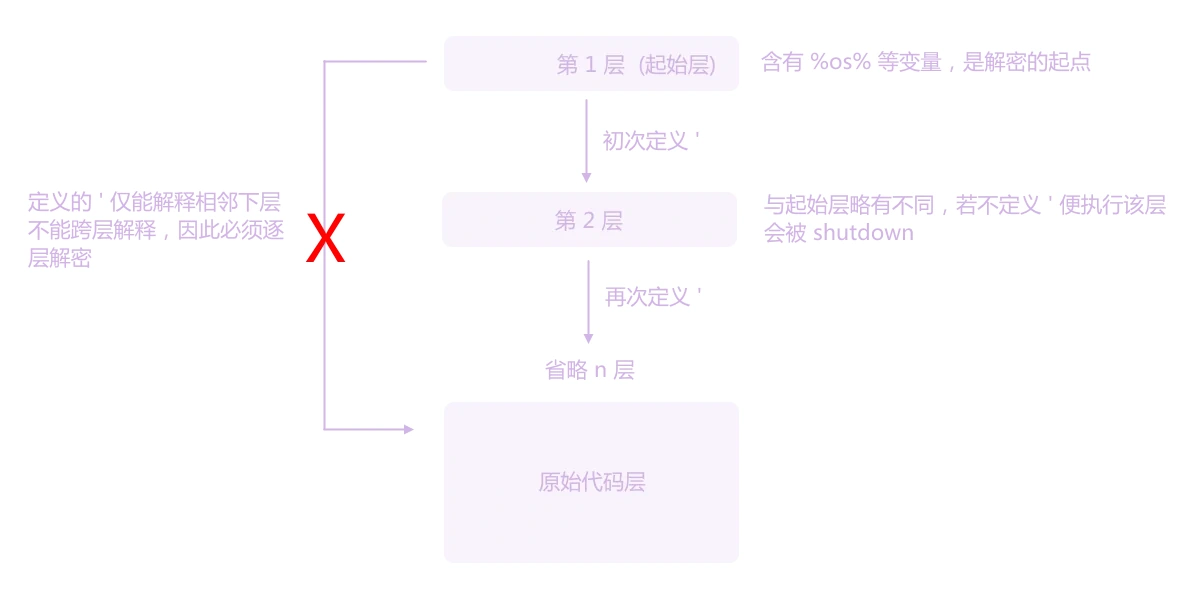 第 1 层 (起始层)
含有 %os% 等变量，是解密的起点
初次定义 '
定义的 ' 仅能解释相邻下层
不能跨层解释，因此必须逐
层解密
X
第 2 层
与起始层略有不同，若不定义 ' 便执行该层
会被 shutdown
再次定义 '
省略 n 层
原始代码层